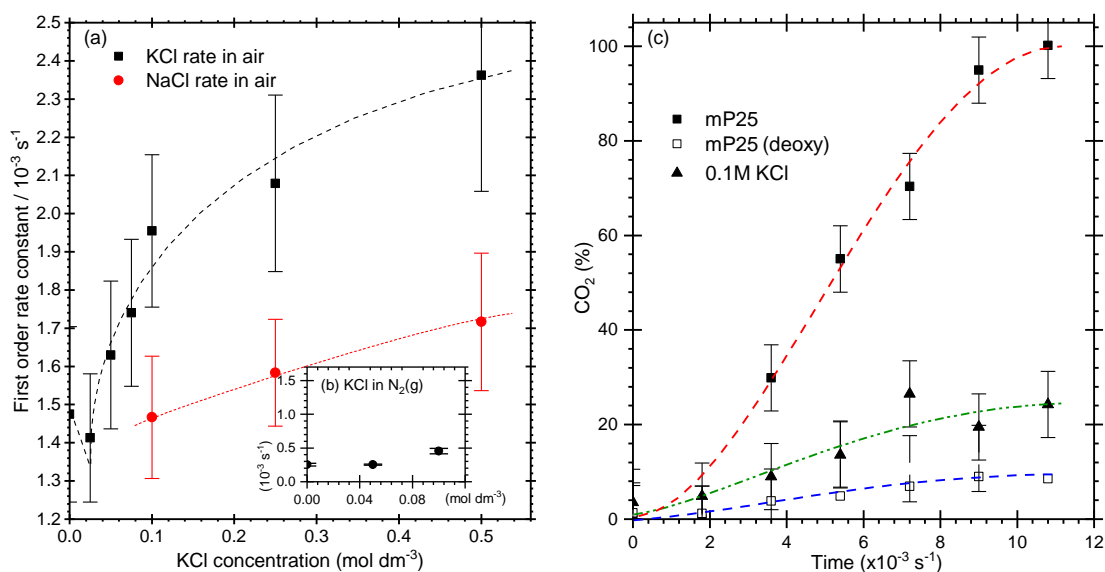 (a)
KCl rate in air
NaCl rate in air
First order rate constant / 10⁻³ s⁻¹
2.5
2.4
2.3
2.2
2.1
2.0
1.9
1.8
1.7
1.6
1.5
1.4
1.3
1.2
0.0 0.1 0.2 0.3 0.4 0.5
KCl concentration (mol dm⁻³)
(b) KCl in N₂(g)
(10⁻³ s⁻¹)
1.5
1.0
0.5
0.0
0.00 0.05 0.10
(mol dm⁻³)
(c)
mP25
mP25 (deoxy)
0.1M KCl
CO₂ (%)
100
80
60
40
20
0
0 2 4 6 8 10 12
Time (x10⁻³ s⁻¹)